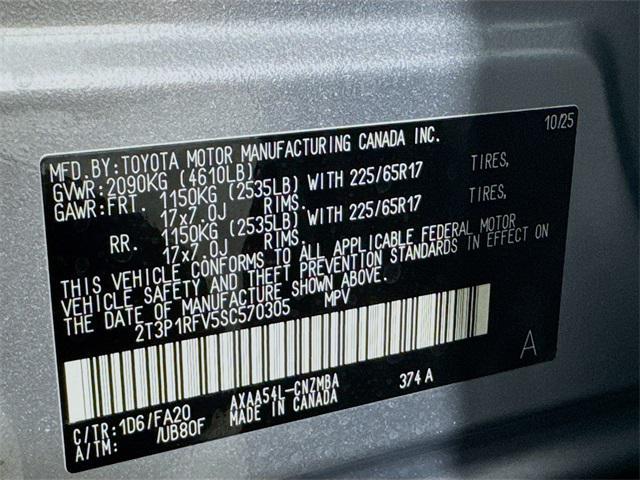 10/25
MFD.BY:TOYOTA MOTOR MANUFACTURING CANADA INC.
GVWR:2090KG (4610LB)
GAWR:FRT. 1150KG (2535LB) WITH 225/65R17 TIRES,
17x7.0J RIMS.
RR. 1150KG (2535LB) WITH 225/65R17 TIRES,
17x7.0J RIMS.
THIS VEHICLE CONFORMS TO ALL APPLICABLE FEDERAL MOTOR
VEHICLE SAFETY AND THEFT PREVENTION STANDARDS IN EFFECT ON
THE DATE OF MANUFACTURE SHOWN ABOVE.
2T3P1RFV5SC570305 MPV
A
C/TR:1D6/FA20 AXAA54L-CNZMBA 374A
A/TM: /UB80F MADE IN CANADA